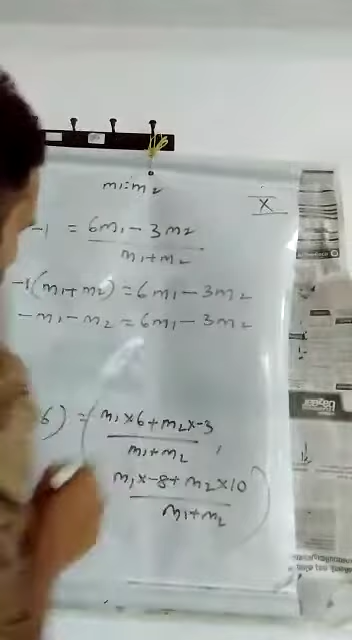 m₁:m₂
X
-1 = 6m₁ - 3m₂ / m₁+m₂
-1(m₁+m₂) = 6m₁ - 3m₂
-m₁ - m₂ = 6m₁ - 3m₂
6) = (m₁×6 + m₂×-3 / m₁+m₂ ,
m₁×-8 + m₂×10 / m₁+m₂)